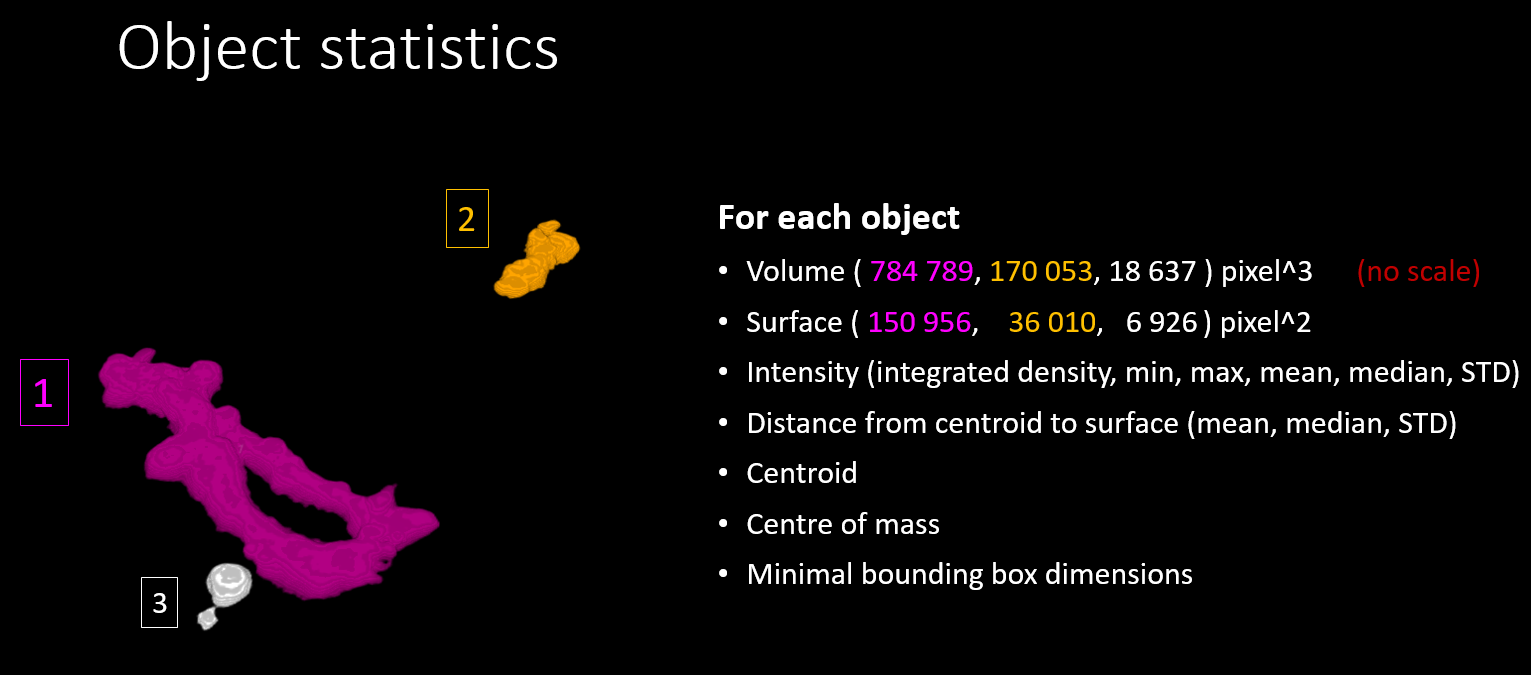 Object statistics
2
For each object
• Volume ( 784 789, 170 053, 18 637 ) pixel^3 (no scale)
• Surface ( 150 956, 36 010, 6 926 ) pixel^2
1
• Intensity (integrated density, min, max, mean, median, STD)
• Distance from centroid to surface (mean, median, STD)
• Centroid
• Centre of mass
• Minimal bounding box dimensions
3